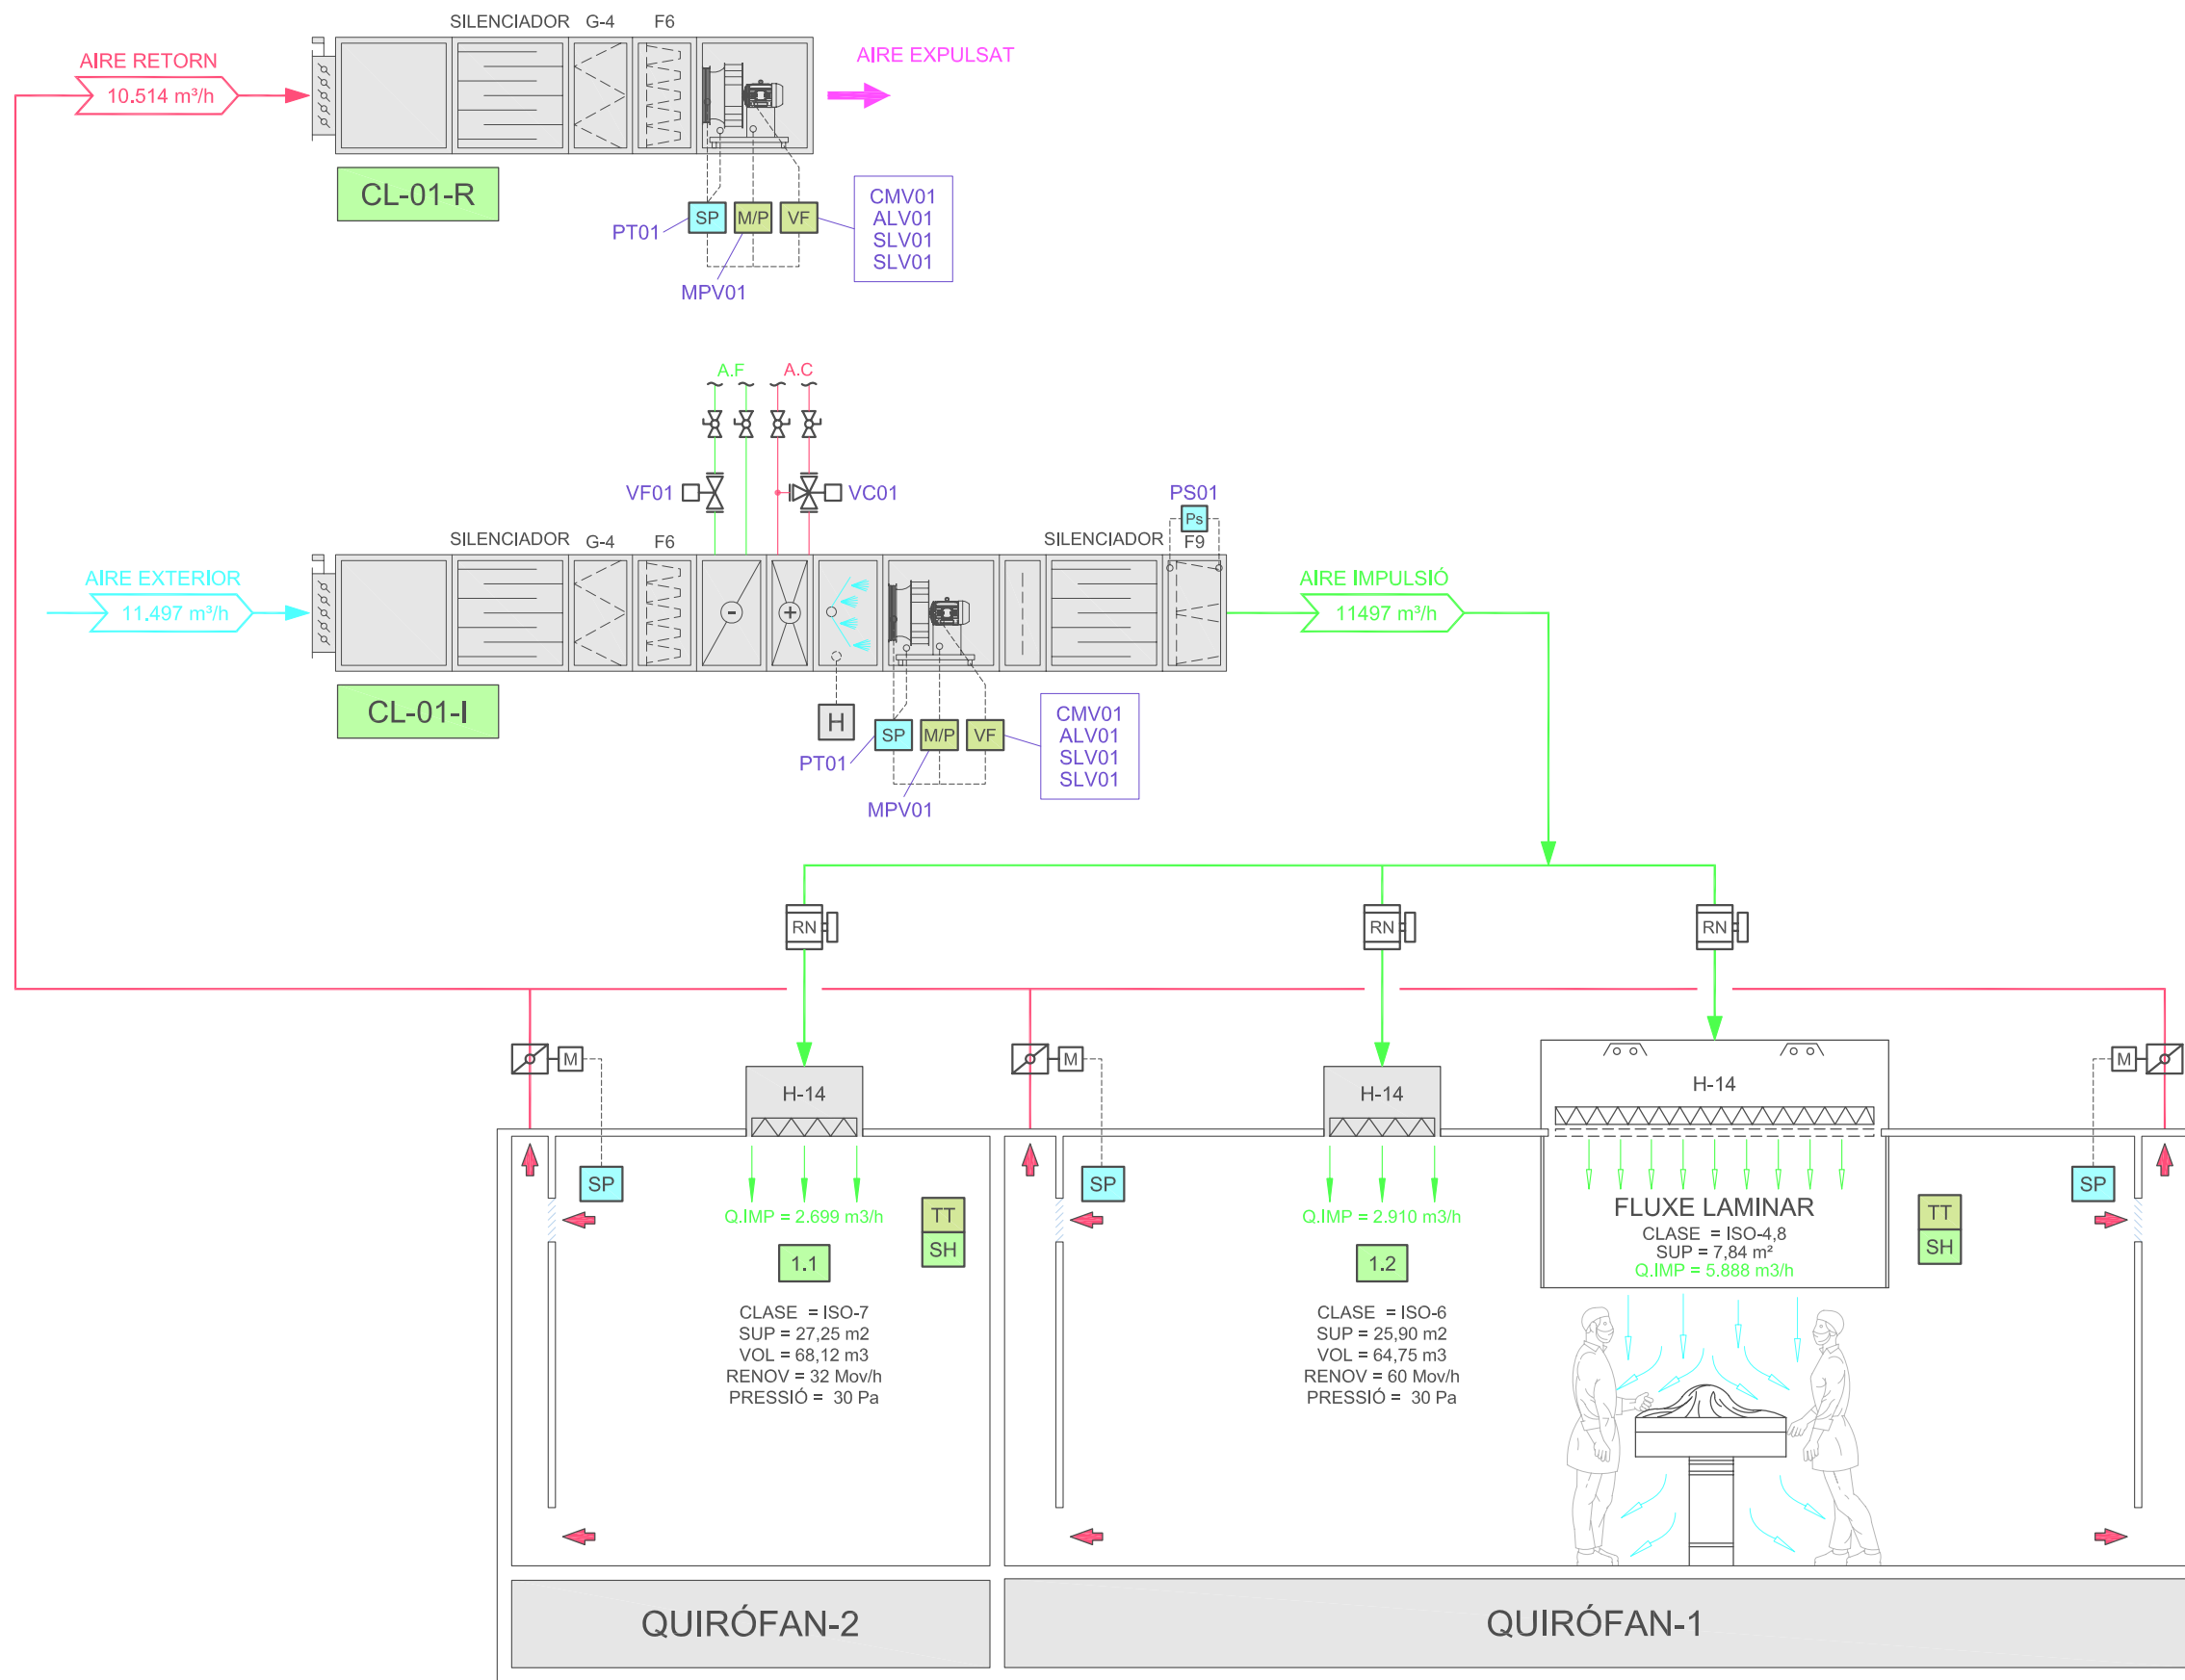 SILENCIADOR G-4 F6
AIRE RETORN
10.514 m³/h
AIRE EXPULSAT
CL-01-R
SP M/P VF
PT01
MPV01
CMV01
ALV01
SLV01
SLV01
A.F A.C
VF01 VC01
PS01
Ps
SILENCIADOR G-4 F6 SILENCIADOR F9
AIRE EXTERIOR
11.497 m³/h
- +
AIRE IMPULSIÓ
11497 m³/h
CL-01-I
H
SP M/P VF
PT01
MPV01
CMV01
ALV01
SLV01
SLV01
RN RN RN
M M M
H-14 H-14 H-14
SP SP SP
Q.IMP = 2.699 m3/h
TT
SH
1.1
CLASE = ISO-7
SUP = 27,25 m2
VOL = 68,12 m3
RENOV = 32 Mov/h
PRESSIÓ = 30 Pa
Q.IMP = 2.910 m3/h
1.2
CLASE = ISO-6
SUP = 25,90 m2
VOL = 64,75 m3
RENOV = 60 Mov/h
PRESSIÓ = 30 Pa
FLUXE LAMINAR
CLASE = ISO-4,8
SUP = 7,84 m²
Q.IMP = 5.888 m3/h
TT
SH
QUIRÓFAN-2
QUIRÓFAN-1